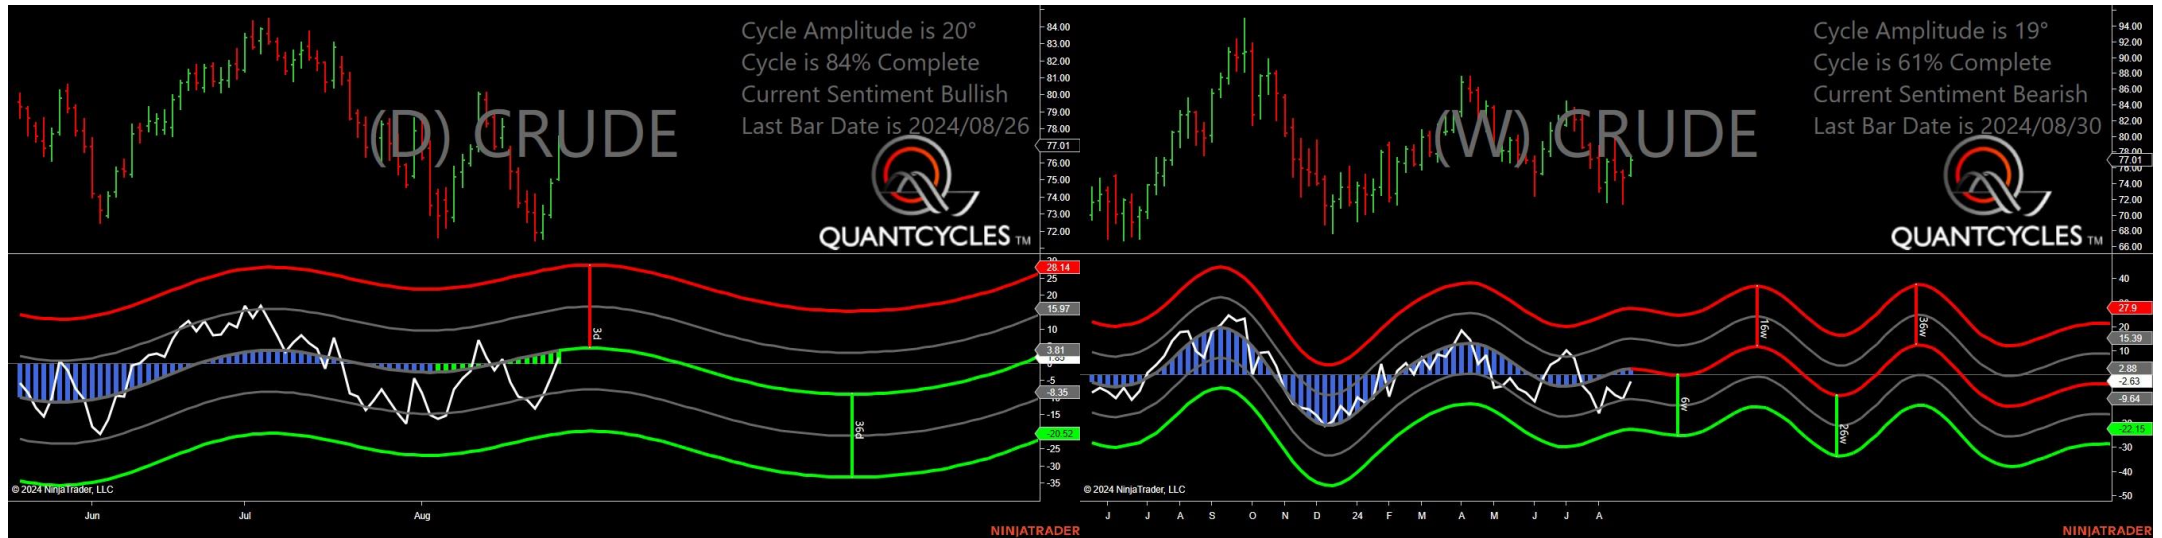 Cycle Amplitude is 20°
Cycle is 84% Complete
Current Sentiment Bullish
Last Bar Date is 2024/08/26
(D) CRUDE
QUANTCYCLES TM
84.00
83.00
82.00
81.00
80.00
79.00
78.00
77.01
76.00
75.00
74.00
73.00
72.00
28.14
25
20
15.97
10
3.81
-5
-8.35
-15
-20.52
-25
-30
-35
3d
36d
© 2024 NinjaTrader, LLC
Jun Jul Aug
NINJATRADER
Cycle Amplitude is 19°
Cycle is 61% Complete
Current Sentiment Bearish
Last Bar Date is 2024/08/30
(W) CRUDE
QUANTCYCLES TM
94.00
92.00
90.00
88.00
86.00
84.00
82.00
80.00
77.01
76.00
74.00
72.00
70.00
68.00
66.00
40
27.9
20
15.39
10
2.88
-2.63
-9.64
-22.15
-30
-40
-50
6w
16w
26w
36w
© 2024 NinjaTrader, LLC
J J A S O N D 24 F M A M J J A
NINJATRADER